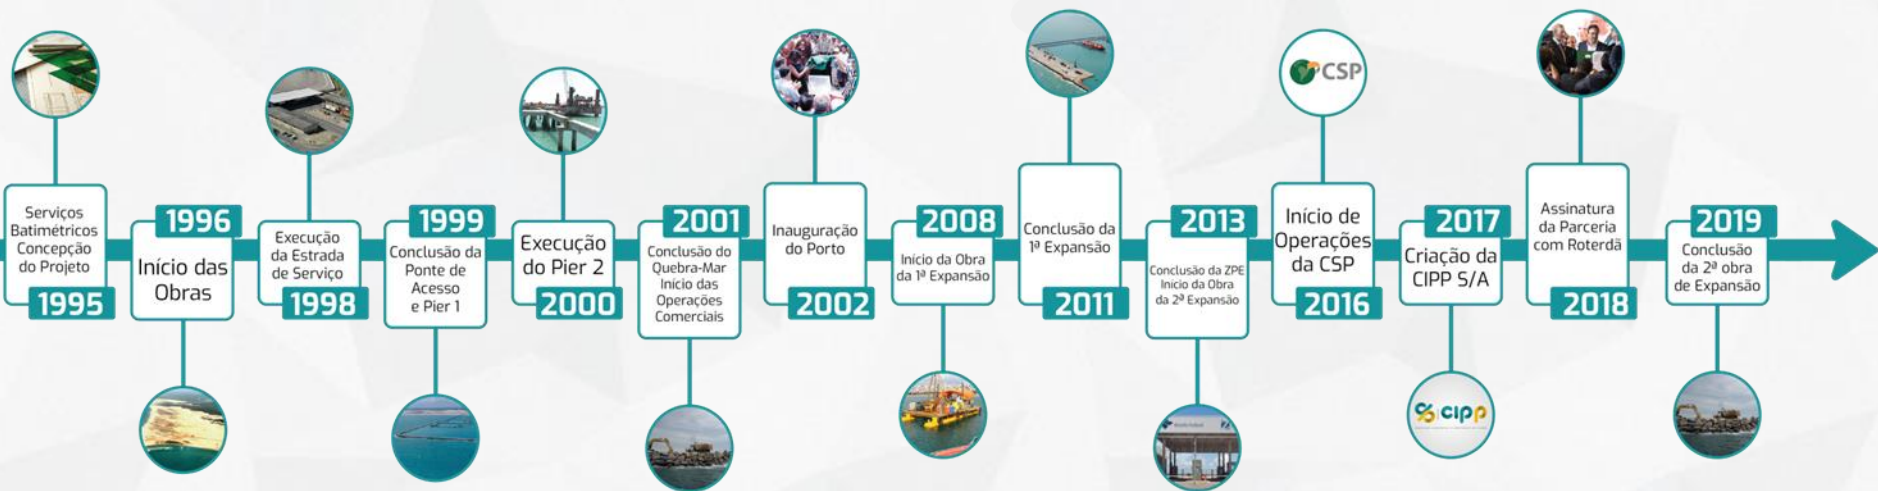 Serviços
Batimétricos
Concepção
do Projeto
1995
1996
Início das
Obras
Execução
da Estrada
de Serviço
1998
1999
Conclusão da
Ponte de
Acesso
e Pier 1
Execução
do Pier 2
2000
2001
Conclusão do
Quebra-Mar
Início das
Operações
Comerciais
Inauguração
do Porto
2002
2008
Início da Obra
da 1ª Expansão
Conclusão da
1ª Expansão
2011
2013
Conclusão da ZPE
Início da Obra
da 2ª Expansão
CSP
Início de
Operações
da CSP
2016
2017
Criação da
CIPP S/A
cipp
Assinatura
da Parceria
com Roterdã
2018
2019
Conclusão
da 2ª obra
de Expansão